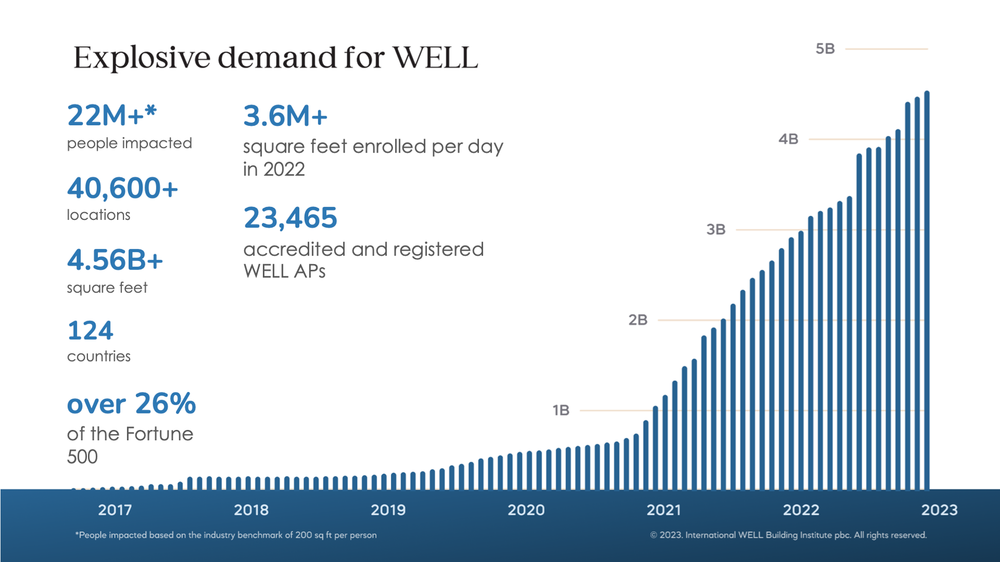 Explosive demand for WELL
22M+*
people impacted
40,600+
locations
4.56B+
square feet
124
countries
over 26%
of the Fortune
500
3.6M+
square feet enrolled per day
in 2022
23,465
accredited and registered
WELL APs
5B
4B
3B
2B
1B
2017 2018 2019 2020 2021 2022 2023
*People impacted based on the industry benchmark of 200 sq ft per person
© 2023. International WELL Building Institute pbc. All rights reserved.